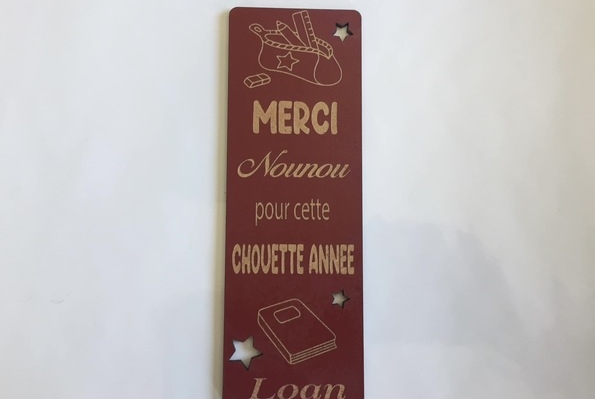 MERCI
Nounou
pour cette
CHOUETTE ANNEE
Loan